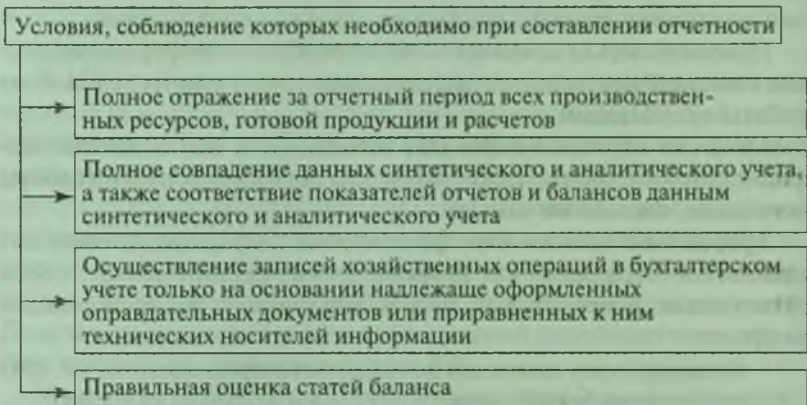 Условия, соблюдение которых необходимо при составлении отчетности
Полное отражение за отчетный период всех производствен-
ных ресурсов, готовой продукции и расчетов
Полное совпадение данных синтетического и аналитического учета,
а также соответствие показателей отчетов и балансов данным
синтетического и аналитического учета
Осуществление записей хозяйственных операций в бухгалтерском
учете только на основании надлежаще оформленных
оправдательных документов или приравненных к ним
технических носителей информации
Правильная оценка статей баланса